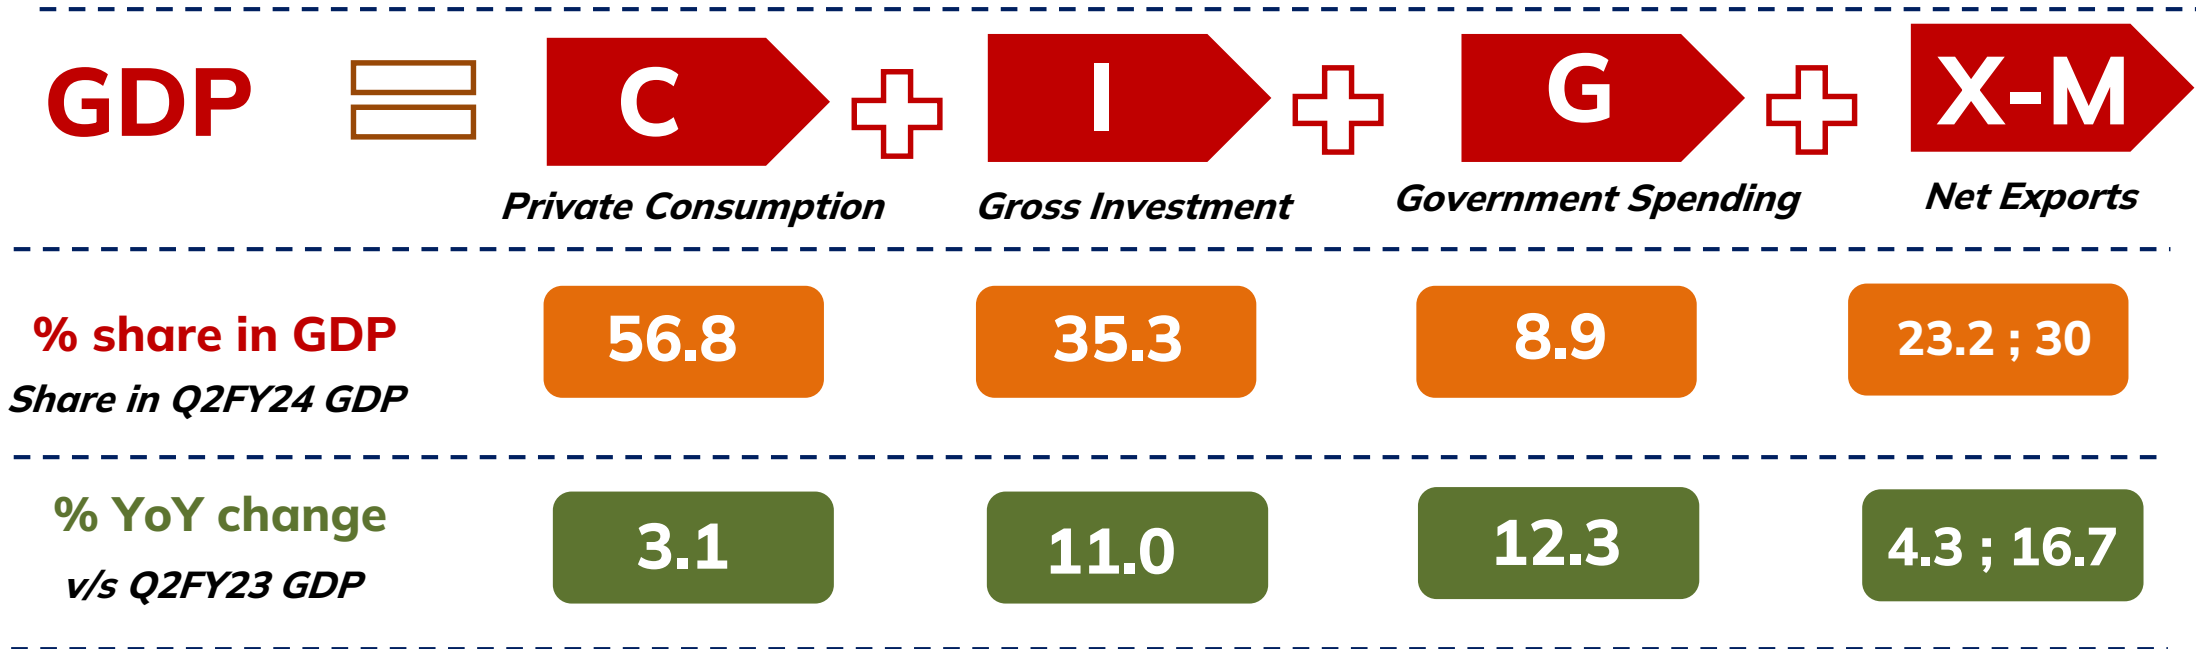 GDP = C + I + G + X-M
Private Consumption Gross Investment Government Spending Net Exports
% share in GDP 56.8 35.3 8.9 23.2 ; 30
Share in Q2FY24 GDP
% YoY change 3.1 11.0 12.3 4.3 ; 16.7
v/s Q2FY23 GDP